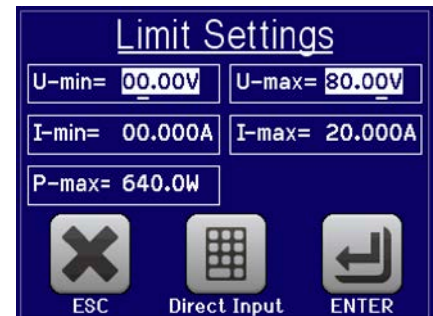 Limit Settings
U-min= 00.00V U-max= 80.00V
I-min= 00.000A I-max= 20.000A
P-max= 640.0W
ESC Direct Input ENTER